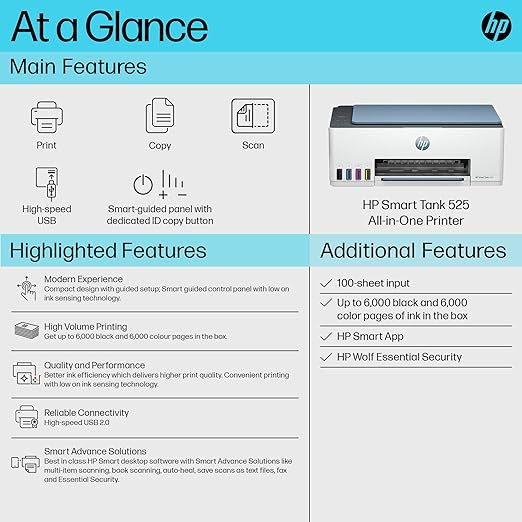 At a Glance
hp
Main Features
Print
Copy
Scan
High-speed
USB
Smart-guided panel with
dedicated ID copy button
hp
HP Smart Tank 525
All-in-One Printer
Highlighted Features
Modern Experience
Compact design with guided setup; Smart guided control panel with low on
ink sensing technology.
High Volume Printing
Get up to 6,000 black and 6,000 colour pages in the box.
Quality and Performance
Better ink efficiency which delivers higher print quality. Convenient printing
with low on ink sensing technology.
Reliable Connectivity
High-speed USB 2.0
Smart Advance Solutions
Best in class HP Smart desktop software with Smart Advance Solutions like
multi-item scanning, book scanning, auto-heal, save scans as text files, fax
and Essential Security.
Additional Features
100-sheet input
Up to 6,000 black and 6,000
color pages of ink in the box
HP Smart App
HP Wolf Essential Security